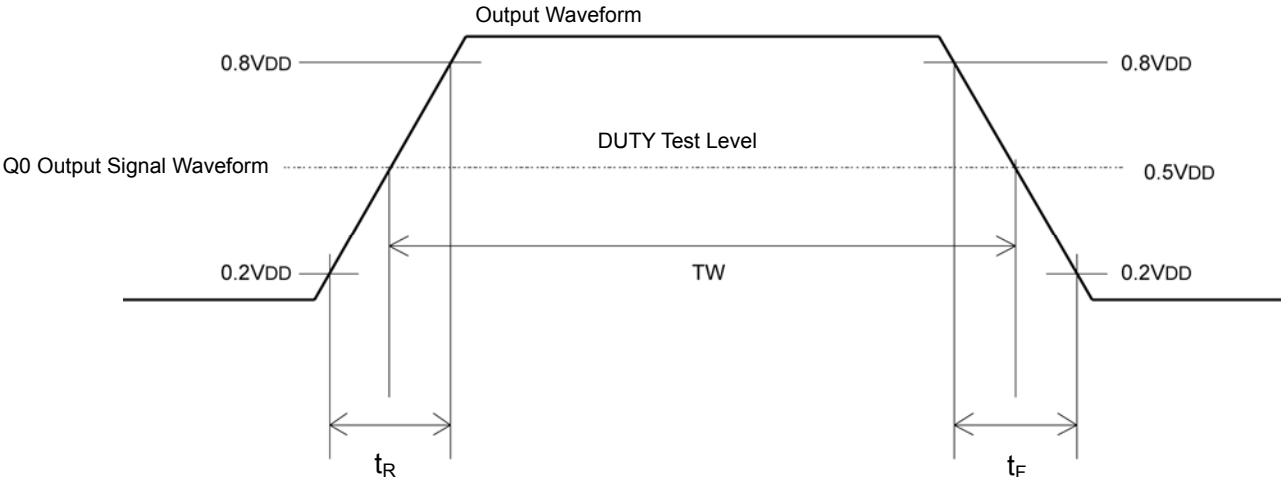 Output Waveform
0.8VDD
0.8VDD
DUTY Test Level
Q0 Output Signal Waveform
0.5VDD
0.2VDD
TW
0.2VDD
tR
tF